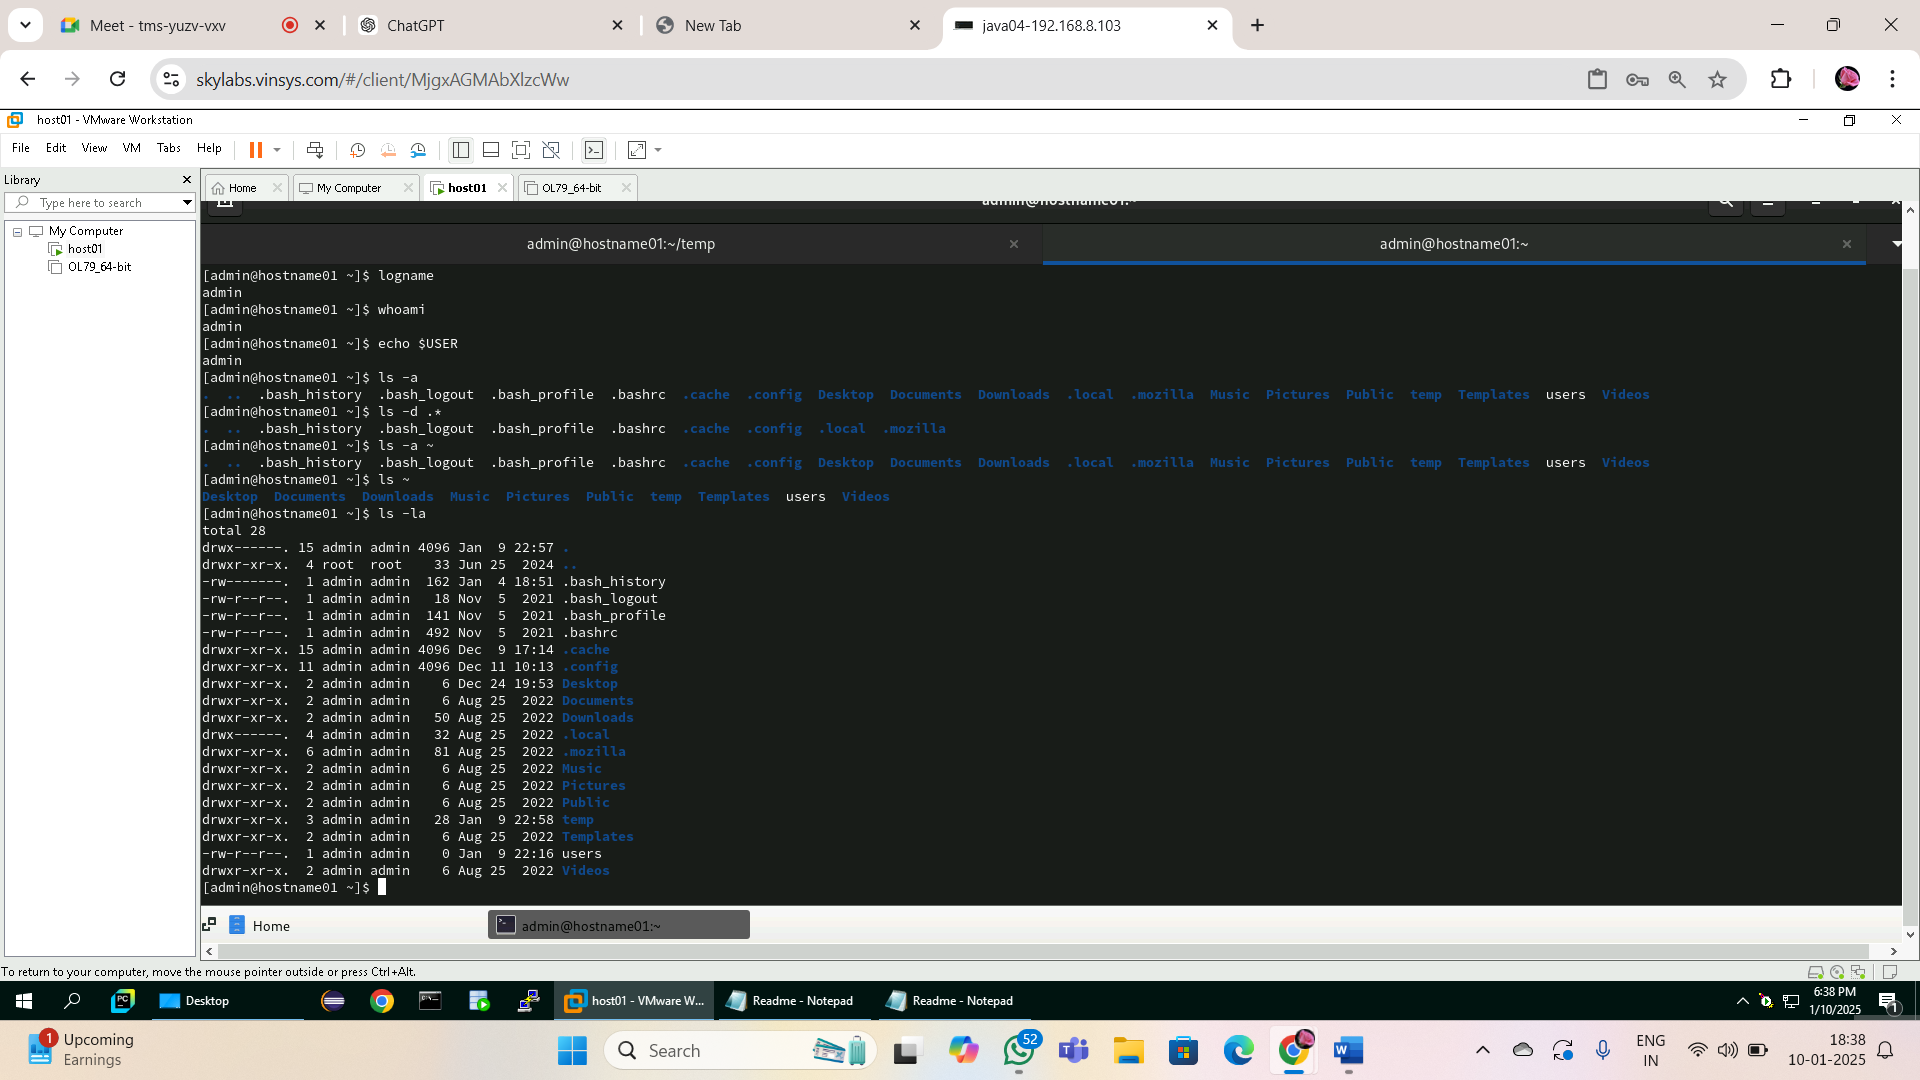 Meet - tms-yuzv-vxv
ChatGPT
New Tab
java04-192.168.8.103
skylabs.vinsys.com/#/client/MjgxAGMAbXlzcWw
host01 - VMware Workstation
File Edit View VM Tabs Help
Library
Home
My Computer
host01
OL79_64-bit
Type here to search
My Computer
host01
OL79_64-bit
admin@hostname01:~
admin@hostname01:~/temp
admin@hostname01:~
[admin@hostname01 ~]$ logname
admin
[admin@hostname01 ~]$ whoami
admin
[admin@hostname01 ~]$ echo $USER
admin
[admin@hostname01 ~]$ ls -a
. .. .bash_history .bash_logout .bash_profile .bashrc .cache .config Desktop Documents Downloads .local .mozilla Music Pictures Public temp Templates users Videos
[admin@hostname01 ~]$ ls -d .*
. .. .bash_history .bash_logout .bash_profile .bashrc .cache .config .local .mozilla
[admin@hostname01 ~]$ ls -a ~
. .. .bash_history .bash_logout .bash_profile .bashrc .cache .config Desktop Documents Downloads .local .mozilla Music Pictures Public temp Templates users Videos
[admin@hostname01 ~]$ ls ~
Desktop Documents Downloads Music Pictures Public temp Templates users Videos
[admin@hostname01 ~]$ ls -la
total 28
drwx------. 15 admin admin 4096 Jan  9 22:57 .
drwxr-xr-x.  4 root  root    33 Jun 25  2024 ..
-rw-------.  1 admin admin  162 Jan  4 18:51 .bash_history
-rw-r--r--.  1 admin admin   18 Nov  5  2021 .bash_logout
-rw-r--r--.  1 admin admin  141 Nov  5  2021 .bash_profile
-rw-r--r--.  1 admin admin  492 Nov  5  2021 .bashrc
drwxr-xr-x. 15 admin admin 4096 Dec  9 17:14 .cache
drwxr-xr-x. 11 admin admin 4096 Dec 11 10:13 .config
drwxr-xr-x.  2 admin admin    6 Dec 24 19:53 Desktop
drwxr-xr-x.  2 admin admin    6 Aug 25  2022 Documents
drwxr-xr-x.  2 admin admin   50 Aug 25  2022 Downloads
drwx------.  4 admin admin   32 Aug 25  2022 .local
drwxr-xr-x.  6 admin admin   81 Aug 25  2022 .mozilla
drwxr-xr-x.  2 admin admin    6 Aug 25  2022 Music
drwxr-xr-x.  2 admin admin    6 Aug 25  2022 Pictures
drwxr-xr-x.  2 admin admin    6 Aug 25  2022 Public
drwxr-xr-x.  3 admin admin   28 Jan  9 22:58 temp
drwxr-xr-x.  2 admin admin    6 Aug 25  2022 Templates
-rw-r--r--.  1 admin admin    0 Jan  9 22:16 users
drwxr-xr-x.  2 admin admin    6 Aug 25  2022 Videos
[admin@hostname01 ~]$
Home
admin@hostname01:~
To return to your computer, move the mouse pointer outside or press Ctrl+Alt.
Desktop
host01 - VMware W...
Readme - Notepad
Readme - Notepad
6:38 PM
1/10/2025
1
1
Upcoming
Earnings
Search
52
ENG
IN
18:38
10-01-2025